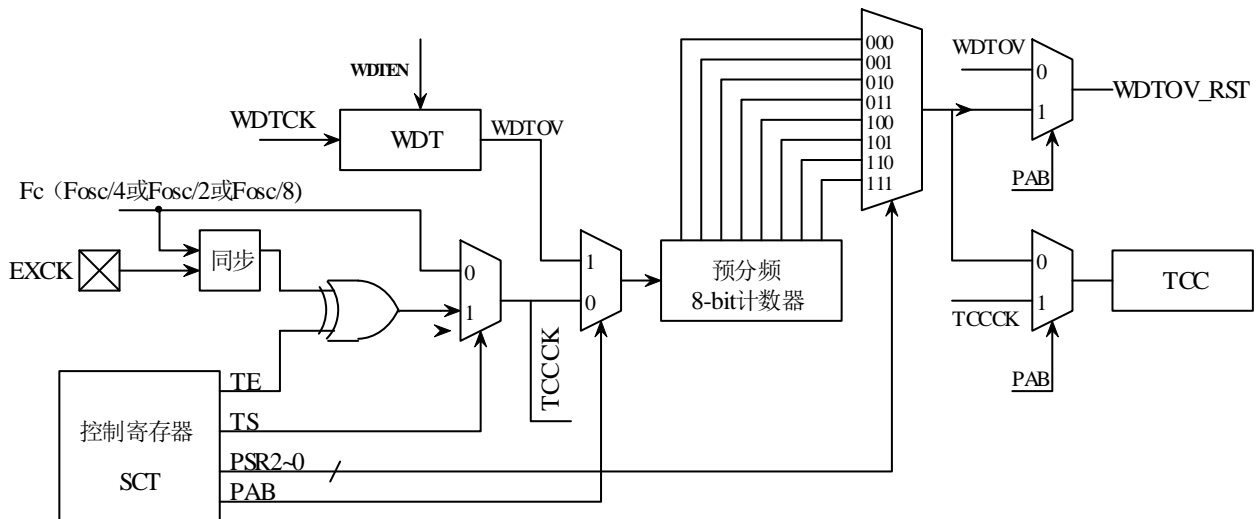 000
001
010
011
100
101
110
111
WDTOV
0
1
WDTOV_RST
PAB
WDTEN
WDTCK
WDT
WDTOV
Fc（Fosc/4或Fosc/2或Fosc/8)
EXCK
同步
0
1
1
0
预分频
8-bit计数器
0
1
TCC
TCCCK
PAB
TCCCK
控制寄存器
SCT
TE
TS
PSR2~0
PAB